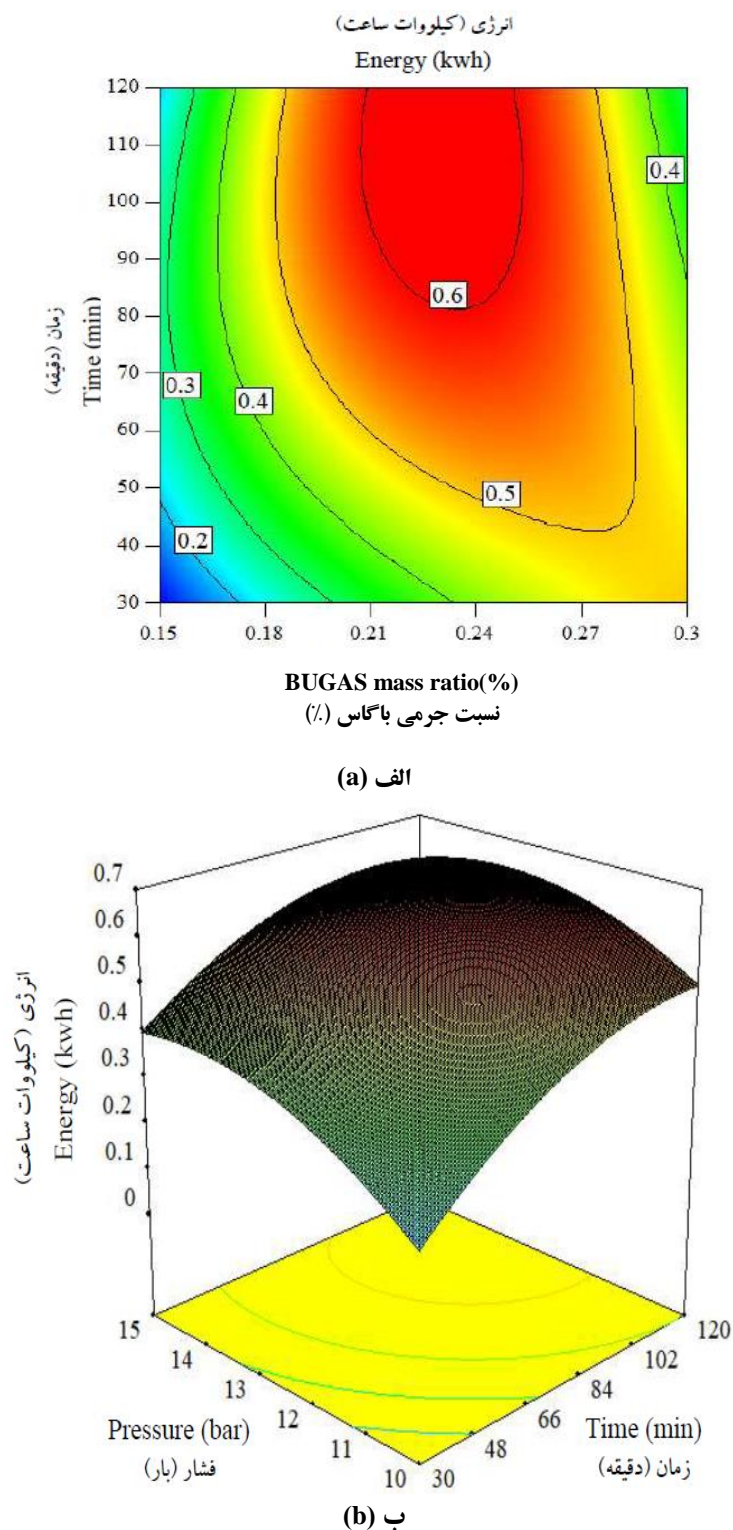 انرژی (کیلووات ساعت)
Energy (kwh)
120
110
100
90
80
70
60
50
40
30
زمان (دقیقه)
Time (min)
0.4
0.6
0.3
0.4
0.5
0.2
0.15 0.18 0.21 0.24 0.27 0.3
BUGAS mass ratio(%)
نسبت جرمی باگاس (٪)
الف (a)
0.7
0.6
0.5
0.4
0.3
0.2
0.1
0
انرژی (کیلووات ساعت)
Energy (kwh)
15
14
13
12
11
10
30
48
66
84
102
120
Pressure (bar)
فشار (بار)
Time (min)
زمان (دقیقه)
ب (b)